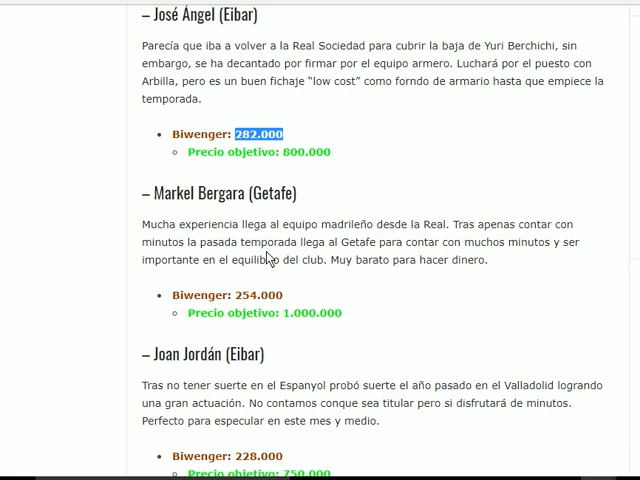 – José Ángel (Eibar)
Parecía que iba a volver a la Real Sociedad para cubrir la baja de Yuri Berchichi, sin
embargo, se ha decantado por firmar por el equipo armero. Luchará por el puesto con
Arbilla, pero es un buen fichaje “low cost” como forndo de armario hasta que empiece la
temporada.
• Biwenger: 282.000
◦ Precio objetivo: 800.000
– Markel Bergara (Getafe)
Mucha experiencia llega al equipo madrileño desde la Real. Tras apenas contar con
minutos la pasada temporada llega al Getafe para contar con muchos minutos y ser
importante en el equilibrio del club. Muy barato para hacer dinero.
• Biwenger: 254.000
◦ Precio objetivo: 1.000.000
– Joan Jordán (Eibar)
Tras no tener suerte en el Espanyol probó suerte el año pasado en el Valladolid logrando
una gran actuación. No contamos conque sea titular pero si disfrutará de minutos.
Perfecto para especular en este mes y medio.
• Biwenger: 228.000
◦ Precio objetivo: 750.000